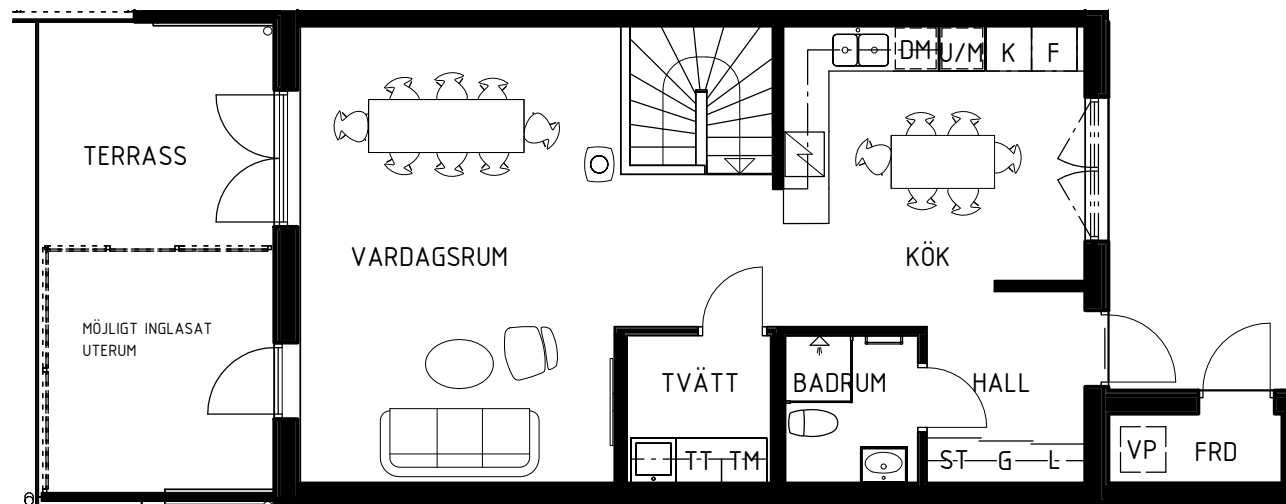 DM U/M K F
TERRASS
VARDAGSRUM
KÖK
MÖJLIGT INGLASAT
UTERUM
TVÄTT
BADRUM
HALL
TT TM
ST G L
VP
FRD